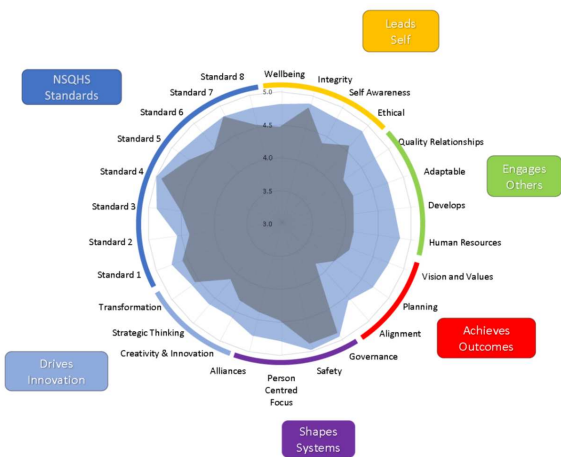 Leads
Self
NSQHS
Standards
Standard 8
Wellbeing
Integrity
Standard 7
Self Awareness
Standard 6
Ethical
Standard 5
Quality Relationships
Standard 4
Adaptable
Engages
Others
Standard 3
Develops
Standard 2
Human Resources
Standard 1
Vision and Values
Transformation
Planning
Strategic Thinking
Alignment
Achieves
Outcomes
Creativity & Innovation
Governance
Drives
Innovation
Alliances
Safety
Person
Centred
Focus
Shapes
Systems
5.0
4.5
4.0
3.5
3.0